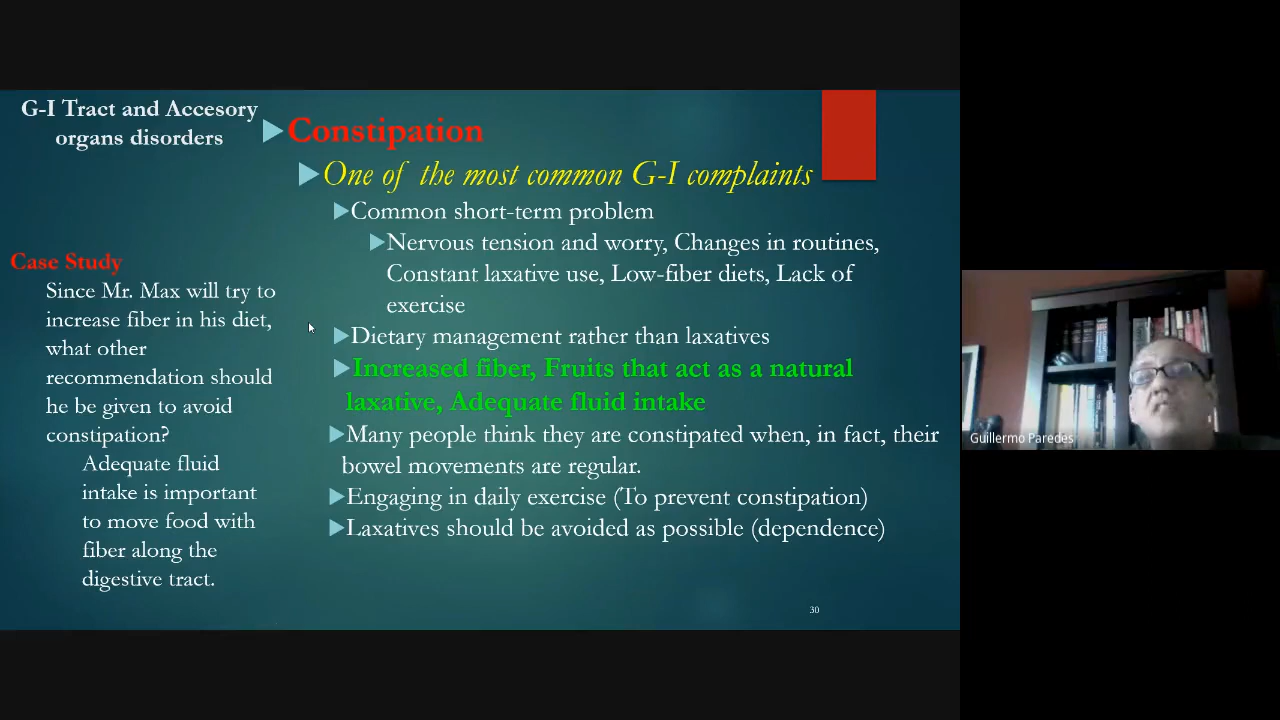 G-I Tract and Accesory
organs disorders
Case Study
Since Mr. Max will try to
increase fiber in his diet,
what other
recommendation should
he be given to avoid
constipation?
Adequate fluid
intake is important
to move food with
fiber along the
digestive tract.
Constipation
One of the most common G-I complaints
Common short-term problem
Nervous tension and worry, Changes in routines,
Constant laxative use, Low-fiber diets, Lack of
exercise
Dietary management rather than laxatives
Increased fiber, Fruits that act as a natural
laxative, Adequate fluid intake
Many people think they are constipated when, in fact, their
bowel movements are regular.
Engaging in daily exercise (To prevent constipation)
Laxatives should be avoided as possible (dependence)
30
Guillermo Paredes